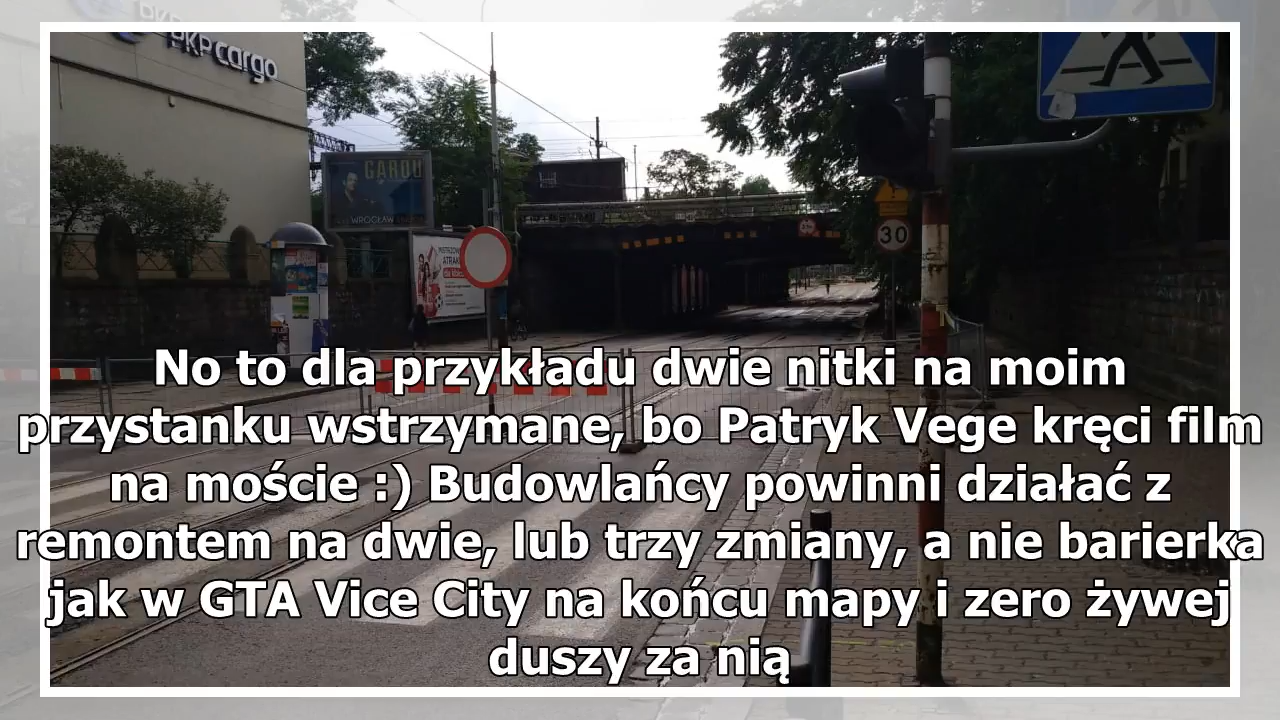 PKP cargo
GAROU
WROCŁAW
30
No to dla przykładu dwie nitki na moim
przystanku wstrzymane, bo Patryk Vege kręci film
na moście :) Budowlańcy powinni działać z
remontem na dwie, lub trzy zmiany, a nie barierka
jak w GTA Vice City na końcu mapy i zero żywej
duszy za nią